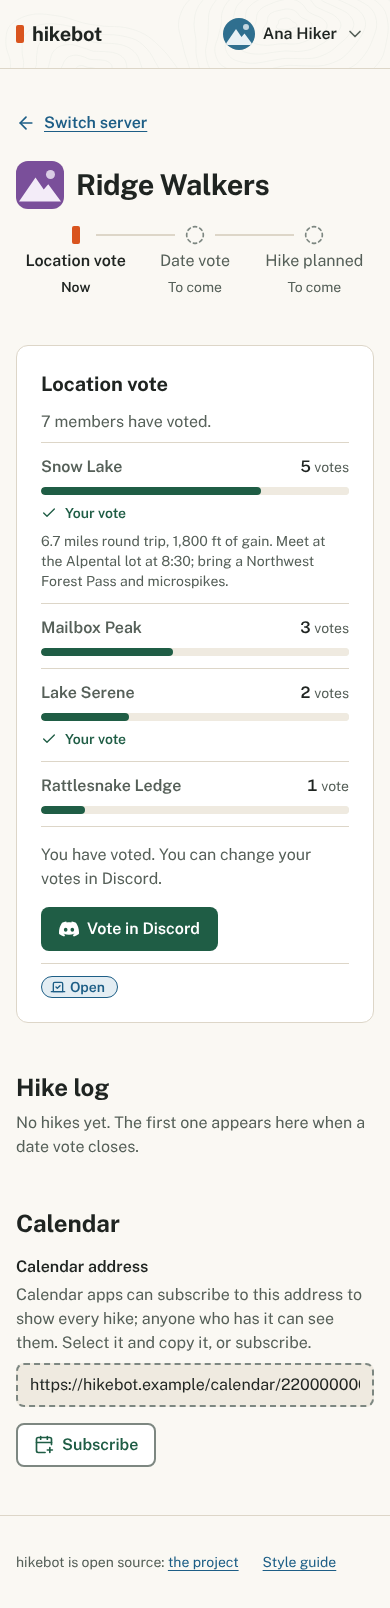 hikebot
Ana Hiker
Switch server
Ridge Walkers
Location vote
Date vote
Hike planned
Now
To come
To come
Location vote
7 members have voted.
Snow Lake
5 votes
Your vote
6.7 miles round trip, 1,800 ft of gain. Meet at
the Alpental lot at 8:30; bring a Northwest
Forest Pass and microspikes.
Mailbox Peak
3 votes
Lake Serene
2 votes
Your vote
Rattlesnake Ledge
1 vote
You have voted. You can change your
votes in Discord.
Vote in Discord
Open
Hike log
No hikes yet. The first one appears here when a
date vote closes.
Calendar
Calendar address
Calendar apps can subscribe to this address to
show every hike; anyone who has it can see
them. Select it and copy it, or subscribe.
https://hikebot.example/calendar/22000000
Subscribe
hikebot is open source: the project
Style guide